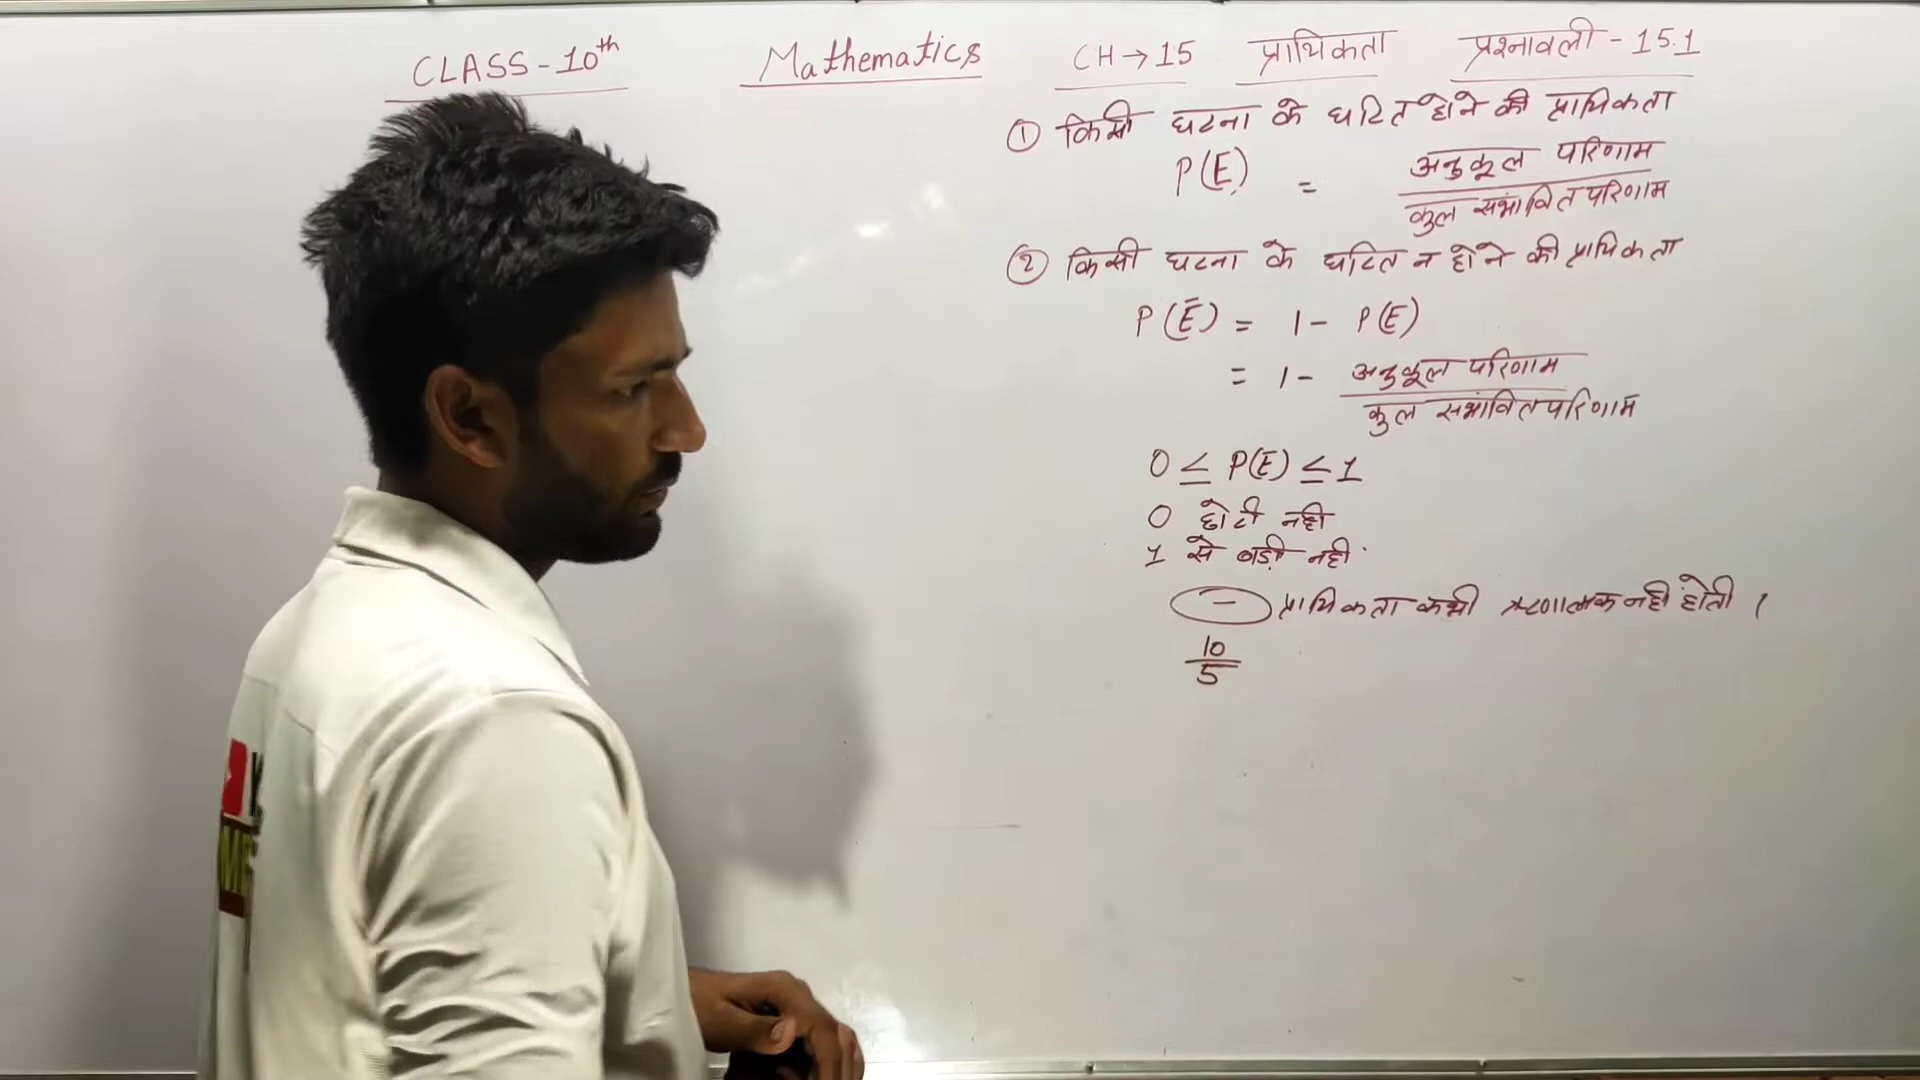 CLASS-10th Mathematics CH→15 प्रायिकता प्रश्नावली-15.1
① किसी घटना के घटित होने की प्रायिकता
P(E) = अनुकूल परिणाम / कुल संभावित परिणाम
② किसी घटना के घटित न होने की प्रायिकता
P(Ē) = 1 - P(E)
= 1 - अनुकूल परिणाम / कुल संभावित परिणाम
0 ≤ P(E) ≤ 1
0 छोटी नही
1 से बड़ी नही
- प्रायिकता कभी ऋणात्मक नही होती।
10/5